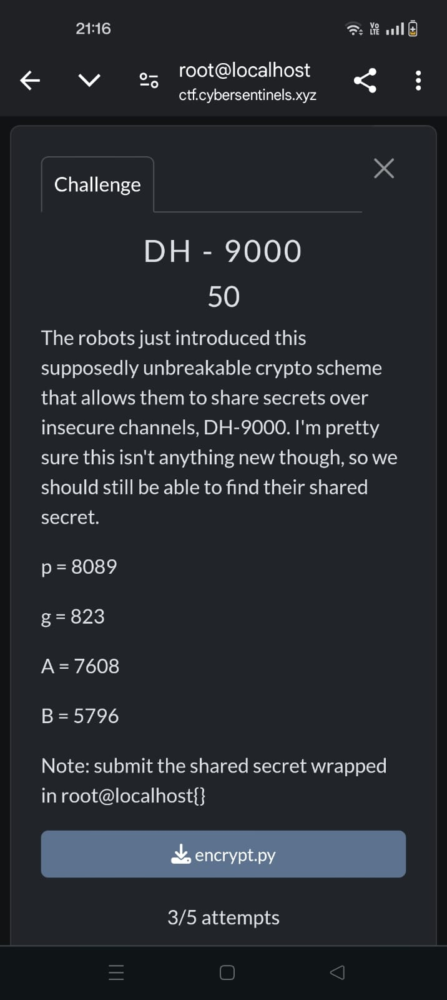 21:16
Vo LTE
root@localhost
ctf.cybersentinels.xyz
Challenge
DH - 9000
50
The robots just introduced this
supposedly unbreakable crypto scheme
that allows them to share secrets over
insecure channels, DH-9000. I'm pretty
sure this isn't anything new though, so we
should still be able to find their shared
secret.
p = 8089
g = 823
A = 7608
B = 5796
Note: submit the shared secret wrapped
in root@localhost{}
encrypt.py
3/5 attempts